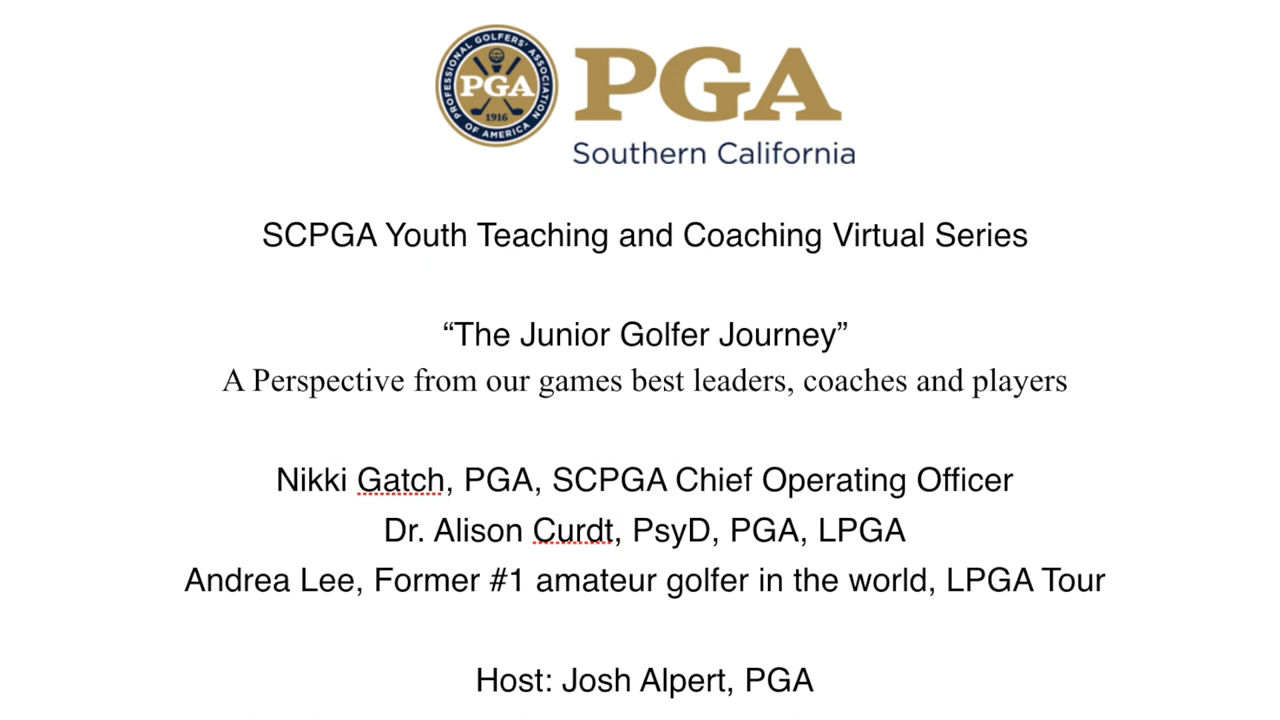 PROFESSIONAL GOLFERS' ASSOCIATION
OF AMERICA
PGA
1916
PGA
Southern California
SCPGA Youth Teaching and Coaching Virtual Series
“The Junior Golfer Journey”
A Perspective from our games best leaders, coaches and players
Nikki Gatch, PGA, SCPGA Chief Operating Officer
Dr. Alison Curdt, PsyD, PGA, LPGA
Andrea Lee, Former #1 amateur golfer in the world, LPGA Tour
Host: Josh Alpert, PGA